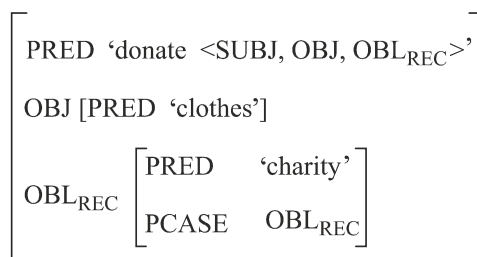 PRED ‘donate <SUBJ, OBJ, OBL_REC>’
OBJ [PRED ‘clothes’]
OBL_REC
PRED ‘charity’
PCASE OBL_REC